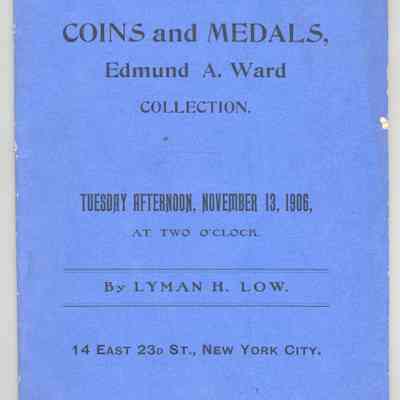 COINS and MEDALS,
Edmund A. Ward
COLLECTION.
TUESDAY AFTERNOON, NOVEMBER 13, 1906,
AT TWO O'CLOCK.
By LYMAN H. LOW.
14 EAST 23D ST., NEW YORK CITY.